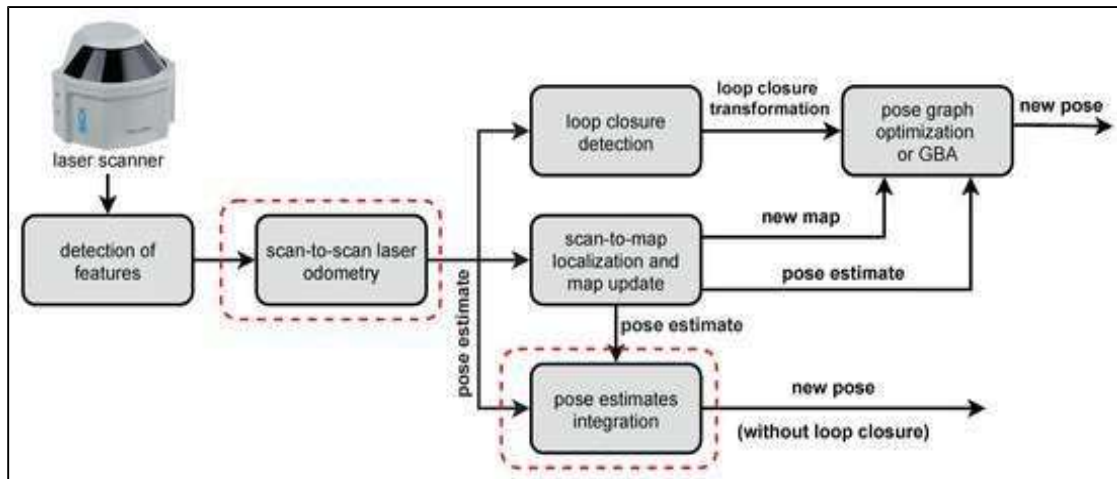 laser scanner
detection of
features
scan-to-scan laser
odometry
pose estimate
loop closure
detection
loop closure
transformation
pose graph
optimization
or GBA
new pose
scan-to-map
localization and
map update
new map
pose estimate
pose estimate
pose estimates
integration
new pose
(without loop closure)